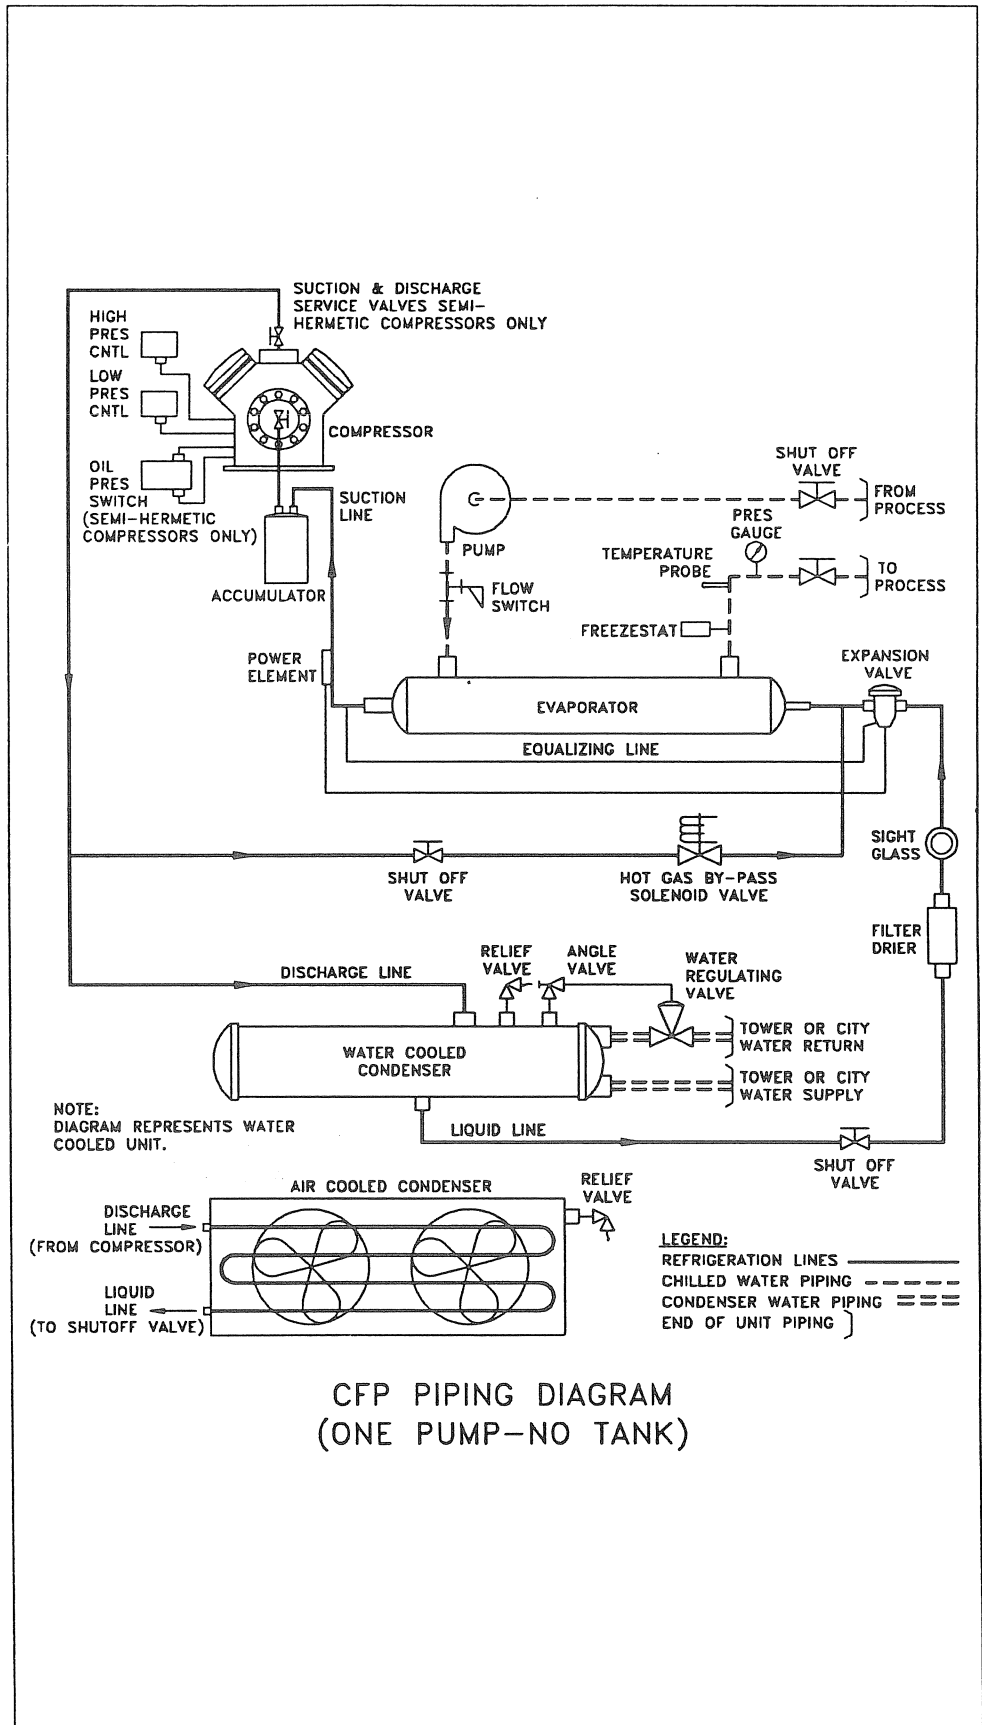 SUCTION & DISCHARGE
SERVICE VALVES SEMI-
HERMETIC COMPRESSORS ONLY
HIGH
PRES
CNTL
LOW
PRES
CNTL
OIL
PRES
SWITCH
(SEMI-HERMETIC
COMPRESSORS ONLY)
COMPRESSOR
SUCTION
LINE
ACCUMULATOR
PUMP
FLOW
SWITCH
SHUT OFF
VALVE
FROM
PROCESS
PRES
GAUGE
TEMPERATURE
PROBE
TO
PROCESS
FREEZESTAT
POWER
ELEMENT
EXPANSION
VALVE
EVAPORATOR
EQUALIZING LINE
SHUT OFF
VALVE
HOT GAS BY-PASS
SOLENOID VALVE
SIGHT
GLASS
FILTER
DRIER
DISCHARGE LINE
RELIEF
VALVE
ANGLE
VALVE
WATER
REGULATING
VALVE
WATER COOLED
CONDENSER
TOWER OR CITY
WATER RETURN
TOWER OR CITY
WATER SUPPLY
NOTE:
DIAGRAM REPRESENTS WATER
COOLED UNIT.
LIQUID LINE
SHUT OFF
VALVE
AIR COOLED CONDENSER
RELIEF
VALVE
DISCHARGE
LINE
(FROM COMPRESSOR)
LIQUID
LINE
(TO SHUTOFF VALVE)
LEGEND:
REFRIGERATION LINES
CHILLED WATER PIPING
CONDENSER WATER PIPING
END OF UNIT PIPING
CFP PIPING DIAGRAM
(ONE PUMP-NO TANK)